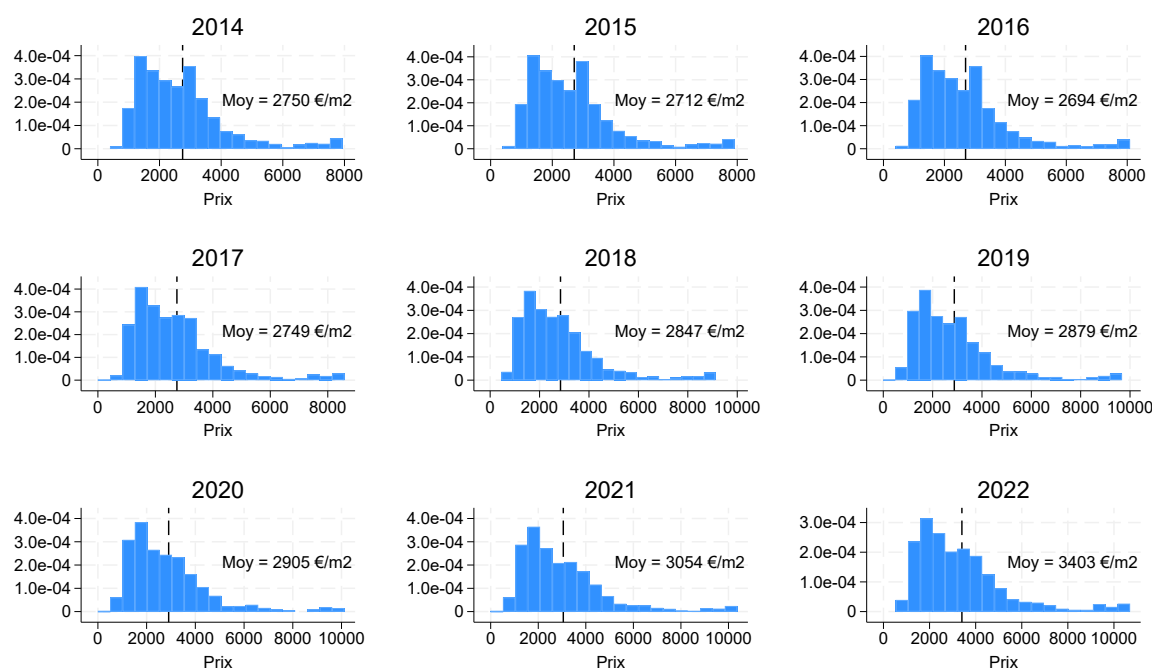 2014
4.0e-04
3.0e-04
2.0e-04
1.0e-04
0
Moy = 2750 €/m2
0 2000 4000 6000 8000
Prix
2015
4.0e-04
3.0e-04
2.0e-04
1.0e-04
0
Moy = 2712 €/m2
0 2000 4000 6000 8000
Prix
2016
4.0e-04
3.0e-04
2.0e-04
1.0e-04
0
Moy = 2694 €/m2
0 2000 4000 6000 8000
Prix
2017
4.0e-04
3.0e-04
2.0e-04
1.0e-04
0
Moy = 2749 €/m2
0 2000 4000 6000 8000
Prix
2018
4.0e-04
3.0e-04
2.0e-04
1.0e-04
0
Moy = 2847 €/m2
0 2000 4000 6000 8000 10000
Prix
2019
4.0e-04
3.0e-04
2.0e-04
1.0e-04
0
Moy = 2879 €/m2
0 2000 4000 6000 8000 10000
Prix
2020
4.0e-04
3.0e-04
2.0e-04
1.0e-04
0
Moy = 2905 €/m2
0 2000 4000 6000 8000 10000
Prix
2021
4.0e-04
3.0e-04
2.0e-04
1.0e-04
0
Moy = 3054 €/m2
0 2000 4000 6000 8000 10000
Prix
2022
3.0e-04
2.0e-04
1.0e-04
0
Moy = 3403 €/m2
0 2000 4000 6000 8000 10000
Prix